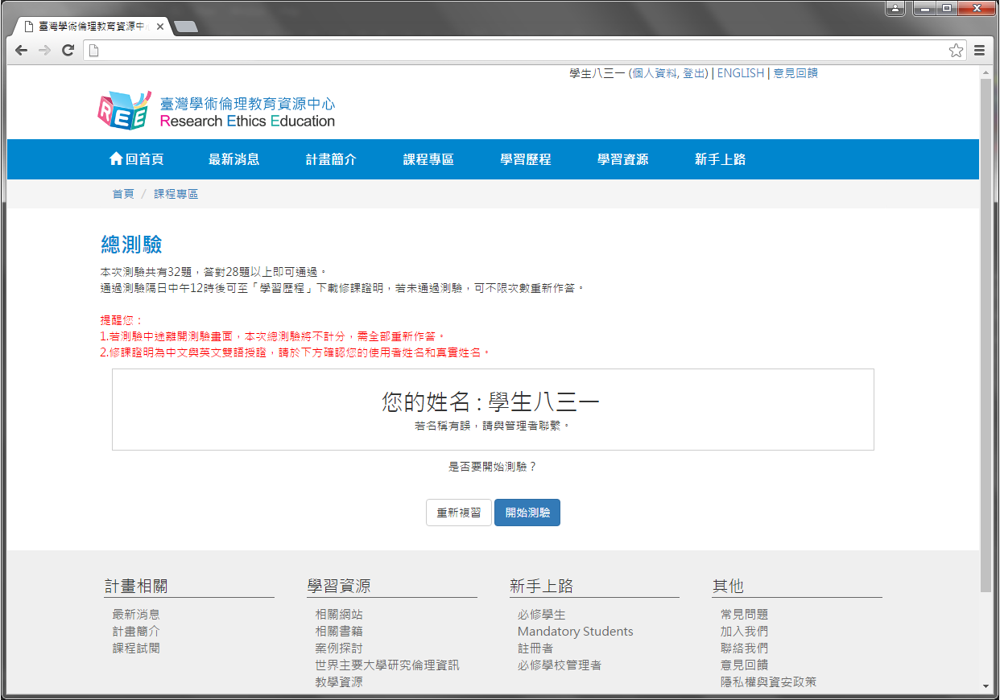 臺灣學術倫理教育資源中
學生八三一 (個人資料, 登出) | ENGLISH | 意見回饋
REE
臺灣學術倫理教育資源中心
Research Ethics Education
回首頁 最新消息 計畫簡介 課程專區 學習歷程 學習資源 新手上路
首頁 / 課程專區
總測驗
本次測驗共有32題，答對28題以上即可通過。
通過測驗隔日中午12時後可至「學習歷程」下載修課證明，若未通過測驗，可不限次數重新作答。
提醒您：
1.若測驗中途離開測驗畫面，本次總測驗將不計分，需全部重新作答。
2.修課證明為中文與英文雙語授證，請於下方確認您的使用者姓名和真實姓名。
您的姓名 : 學生八三一
若名稱有誤，請與管理者聯繫。
是否要開始測驗？
重新複習 開始測驗
計畫相關
最新消息
計畫簡介
課程試閱
學習資源
相關網站
相關書籍
案例探討
世界主要大學研究倫理資訊
教學資源
新手上路
必修學生
Mandatory Students
註冊者
必修學校管理者
其他
常見問題
加入我們
聯絡我們
意見回饋
隱私權與資安政策